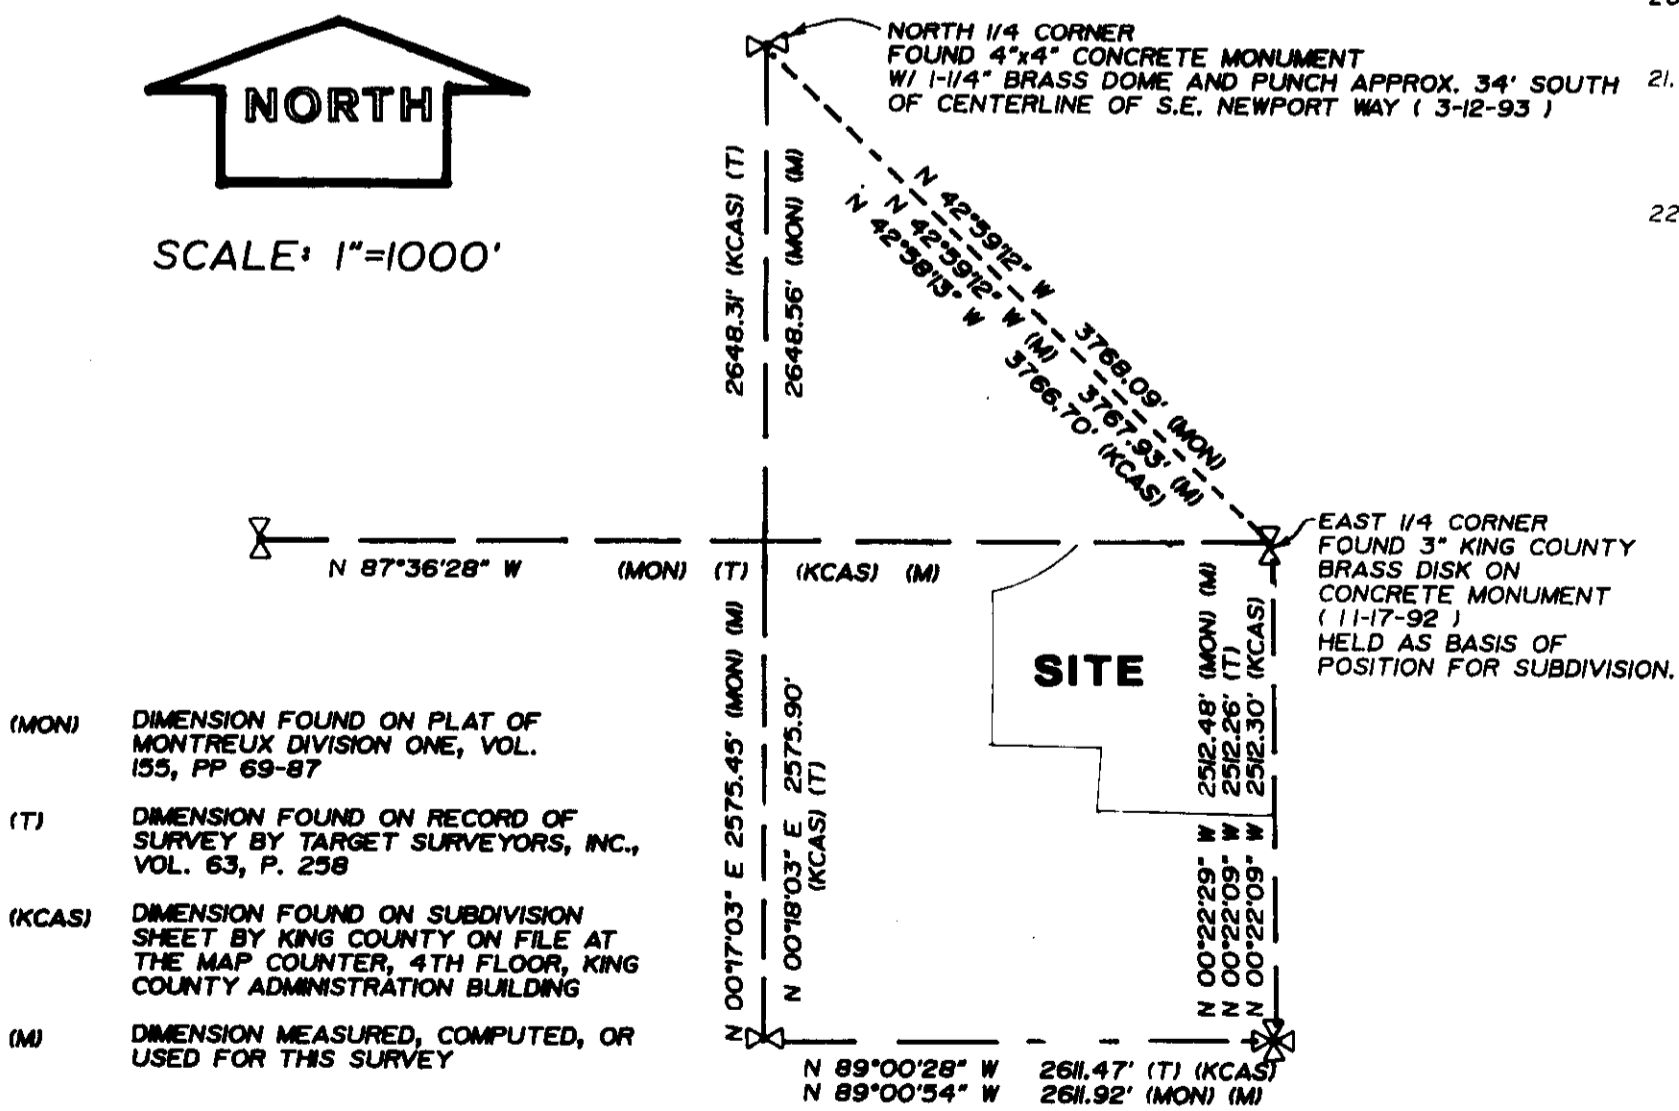 NORTH
SCALE: 1"=1000'
NORTH 1/4 CORNER
FOUND 4"x4" CONCRETE MONUMENT
W/ 1-1/4" BRASS DOME AND PUNCH APPROX. 34' SOUTH
OF CENTERLINE OF S.E. NEWPORT WAY ( 3-12-93 )
21.
22
2648.31' (KCAS) (T)
2648.56' (MON) (M)
N 42°59'12" W 3768.09' (MON)
N 42°59'12" W (M) 3767.93' (M)
N 42°58'13" W 3766.70' (KCAS)
N 87°36'28" W (MON) (T) (KCAS) (M)
EAST 1/4 CORNER
FOUND 3" KING COUNTY
BRASS DISK ON
CONCRETE MONUMENT
( 11-17-92 )
HELD AS BASIS OF
POSITION FOR SUBDIVISION.
SITE
N 00°17'03" E 2575.45' (MON) (M)
N 00°18'03" E 2575.90'
(KCAS) (T)
N 00°22'29" W 2512.48' (MON) (M)
N 00°22'09" W 2512.26' (T)
N 00°22'09" W 2512.30' (KCAS)
(MON) DIMENSION FOUND ON PLAT OF
MONTREUX DIVISION ONE, VOL.
155, PP 69-87
(T) DIMENSION FOUND ON RECORD OF
SURVEY BY TARGET SURVEYORS, INC.,
VOL. 63, P. 258
(KCAS) DIMENSION FOUND ON SUBDIVISION
SHEET BY KING COUNTY ON FILE AT
THE MAP COUNTER, 4TH FLOOR, KING
COUNTY ADMINISTRATION BUILDING
(M) DIMENSION MEASURED, COMPUTED, OR
USED FOR THIS SURVEY
N 89°00'28" W 2611.47' (T) (KCAS)
N 89°00'54" W 2611.92' (MON) (M)